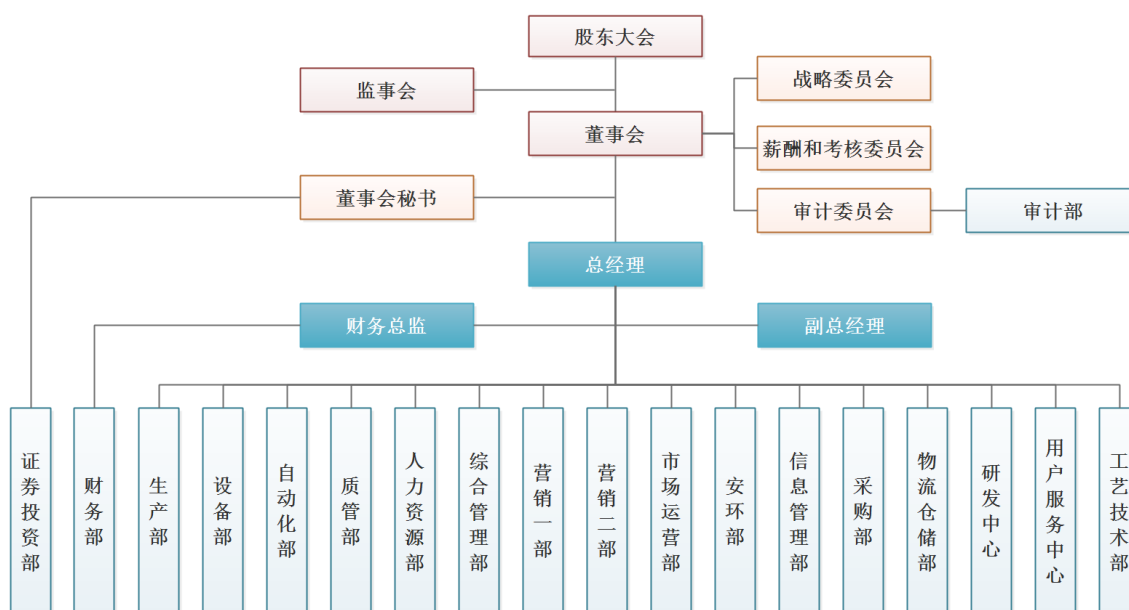 股东大会
监事会
战略委员会
董事会
薪酬和考核委员会
董事会秘书
审计委员会
审计部
总经理
财务总监
副总经理
证券投资部
财务部
生产部
设备部
自动化部
质管部
人力资源部
综合管理部
营销一部
营销二部
市场运营部
安环部
信息管理部
采购部
物流仓储部
研发中心
用户服务中心
工艺技术部